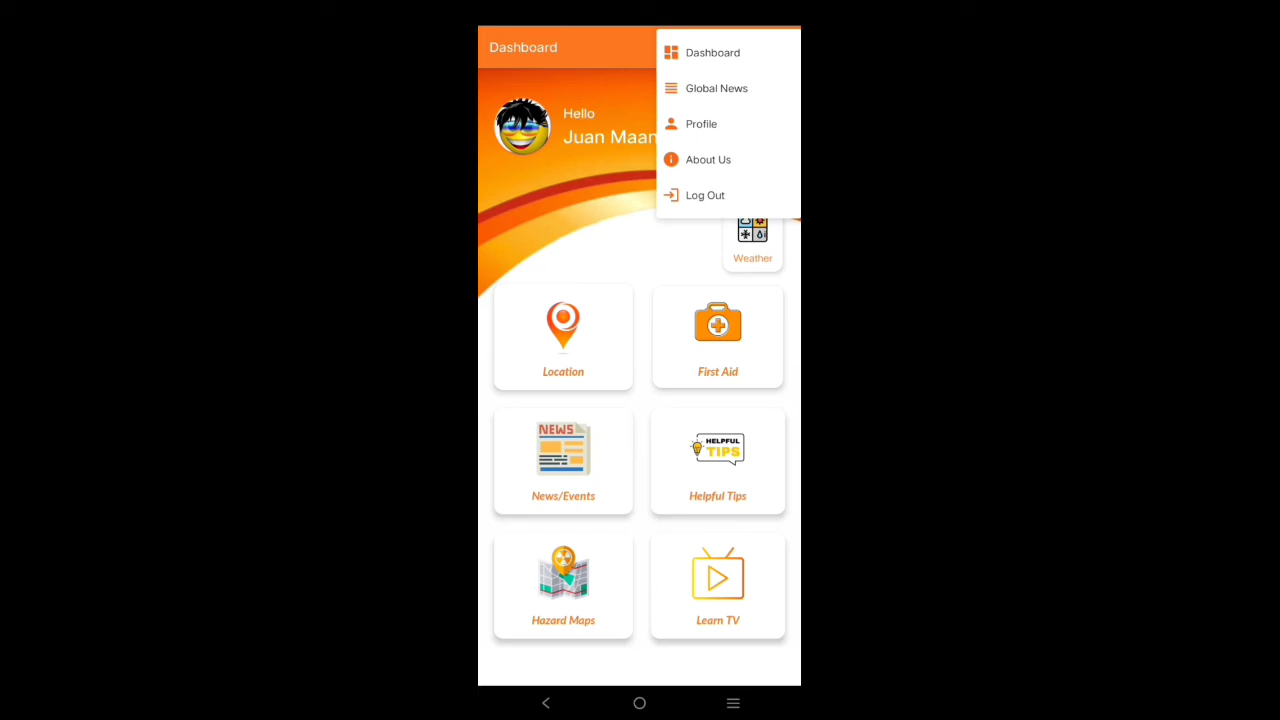 Dashboard
Dashboard
Global News
Profile
About Us
Log Out
Hello
Juan Maan
Weather
Location
First Aid
NEWS
News/Events
HELPFUL
TIPS
Helpful Tips
Hazard Maps
Learn TV